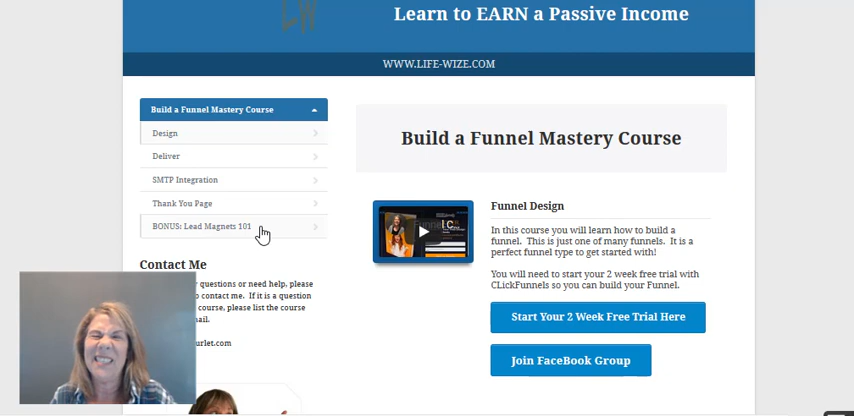 LW
Learn to EARN a Passive Income
WWW.LIFE-WIZE.COM
Build a Funnel Mastery Course
Design
Deliver
SMTP Integration
Thank You Page
BONUS: Lead Magnets 101
Contact Me
r questions or need help, please
o contact me. If it is a question
course, please list the course
mail.
urlet.com
Build a Funnel Mastery Course
Funnel Design
In this course you will learn how to build a
funnel. This is just one of many funnels. It is a
perfect funnel type to get started with!
You will need to start your 2 week free trial with
CLickFunnels so you can build your Funnel.
Start Your 2 Week Free Trial Here
Join FaceBook Group